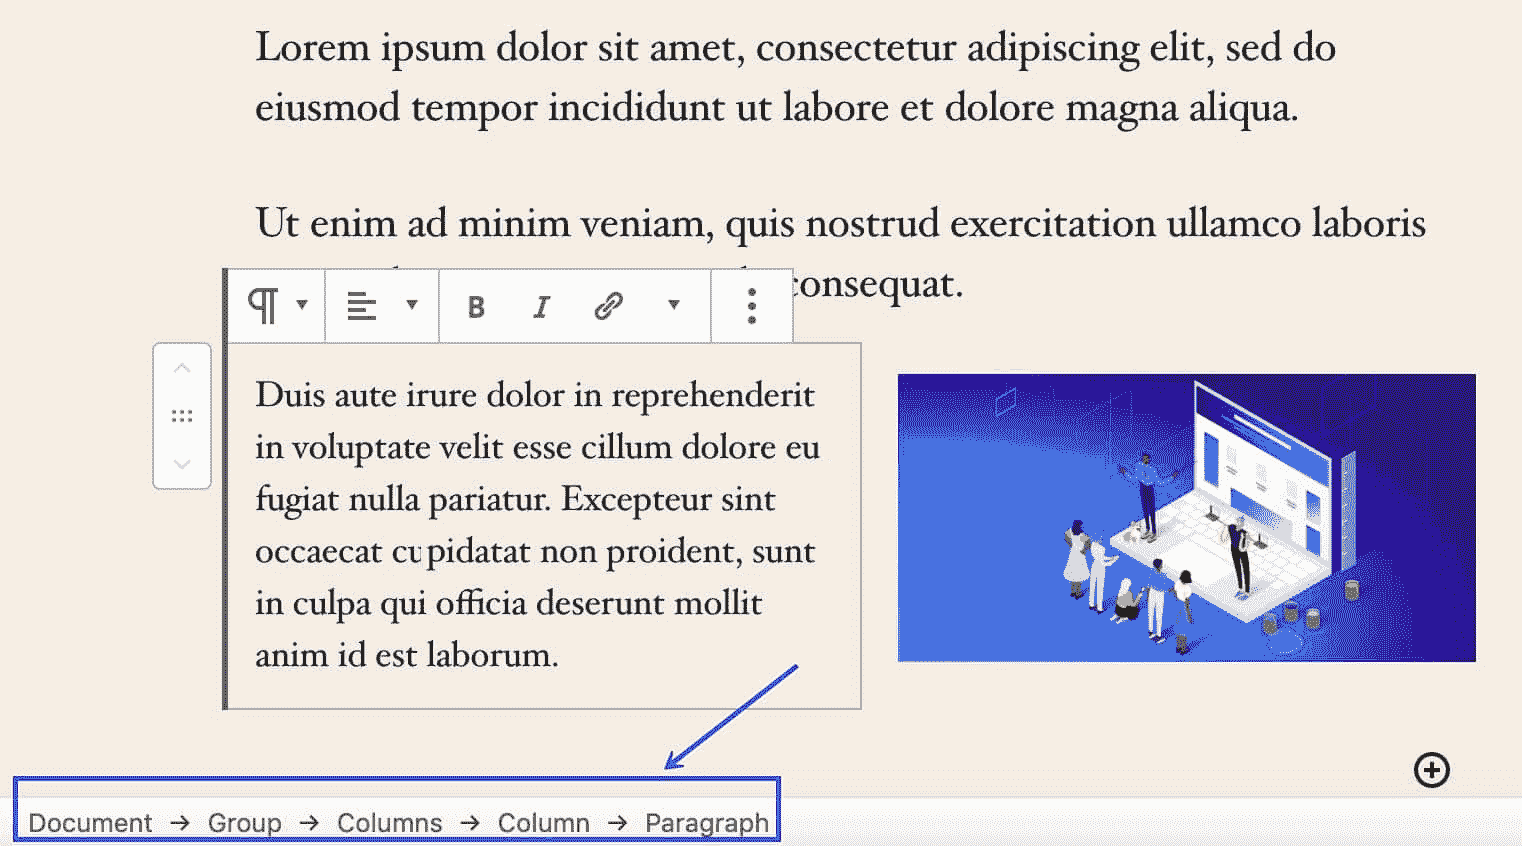 Lorem ipsum dolor sit amet, consectetur adipiscing elit, sed do
eiusmod tempor incididunt ut labore et dolore magna aliqua.
Ut enim ad minim veniam, quis nostrud exercitation ullamco laboris
consequat.
B I
Duis aute irure dolor in reprehenderit
in voluptate velit esse cillum dolore eu
fugiat nulla pariatur. Excepteur sint
occaecat cupidatat non proident, sunt
in culpa qui officia deserunt mollit
anim id est laborum.
Document → Group → Columns → Column → Paragraph